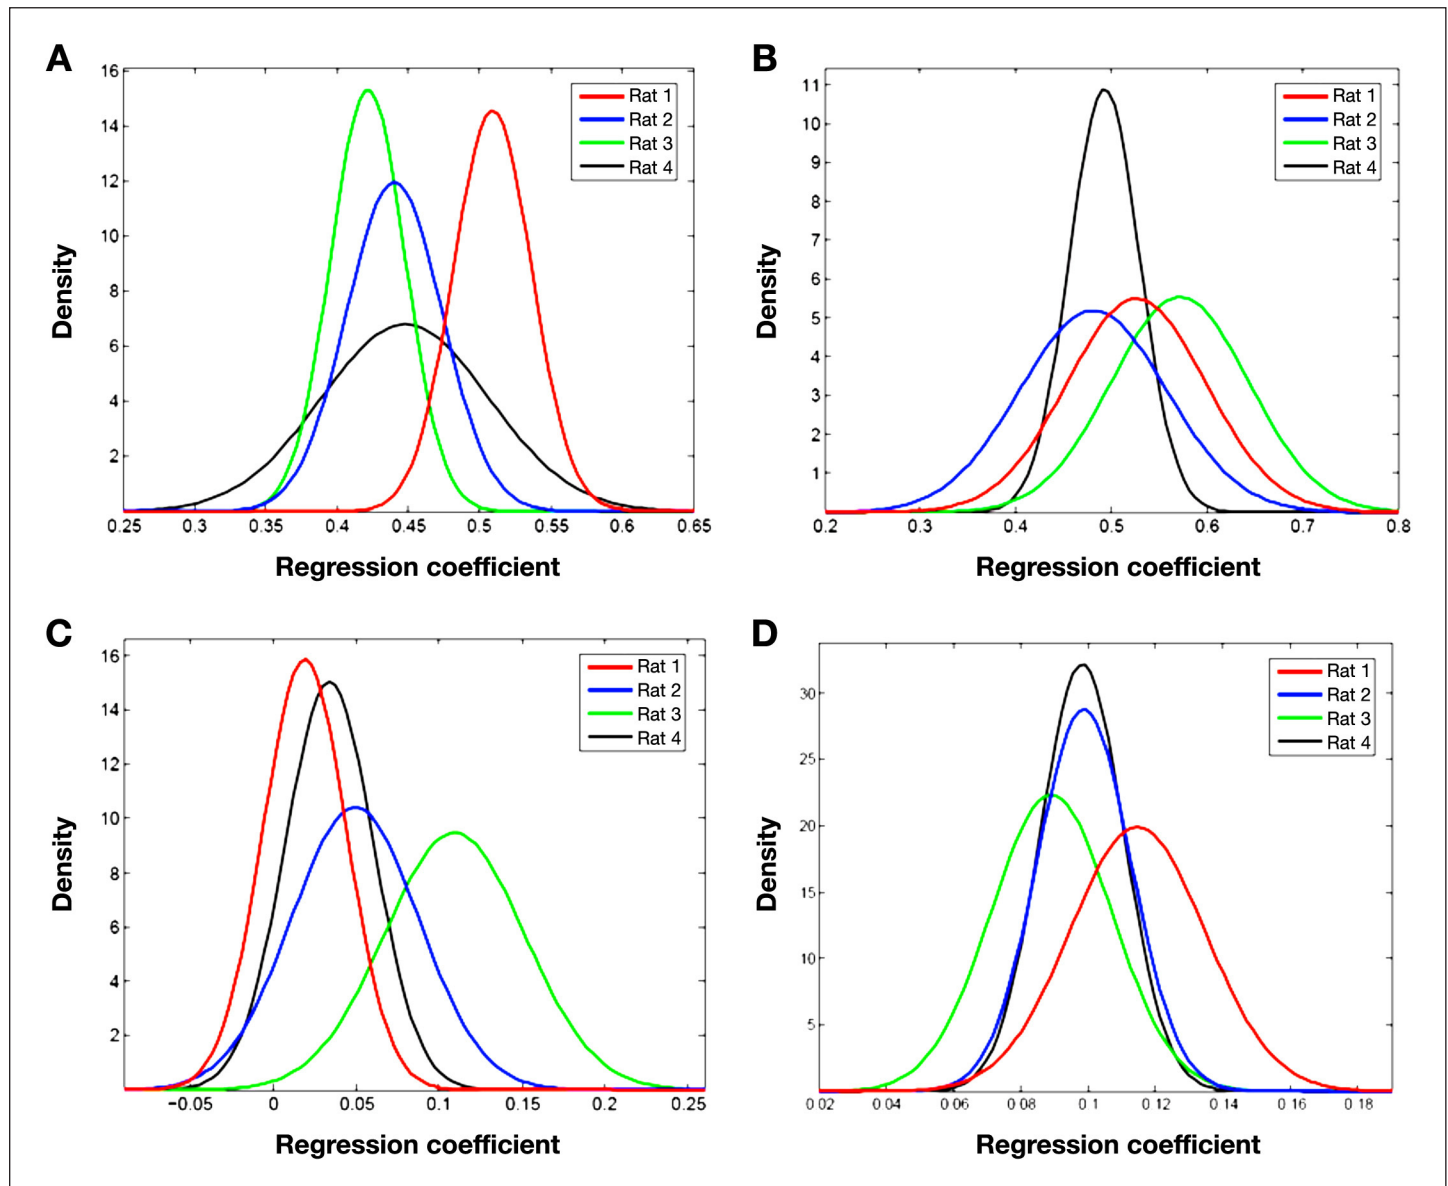 A
16
14
12
10
8
6
4
2
0.25 0.3 0.35 0.4 0.45 0.5 0.55 0.6 0.65
Density
Regression coefficient
Rat 1
Rat 2
Rat 3
Rat 4
B
11
10
9
8
7
6
5
4
3
2
1
0.2 0.3 0.4 0.5 0.6 0.7 0.8
Density
Regression coefficient
Rat 1
Rat 2
Rat 3
Rat 4
C
16
14
12
10
8
6
4
2
−0.05 0 0.05 0.1 0.15 0.2 0.25
Density
Regression coefficient
Rat 1
Rat 2
Rat 3
Rat 4
D
30
25
20
15
10
5
0.02 0.04 0.06 0.08 0.1 0.12 0.14 0.16 0.18
Density
Regression coefficient
Rat 1
Rat 2
Rat 3
Rat 4